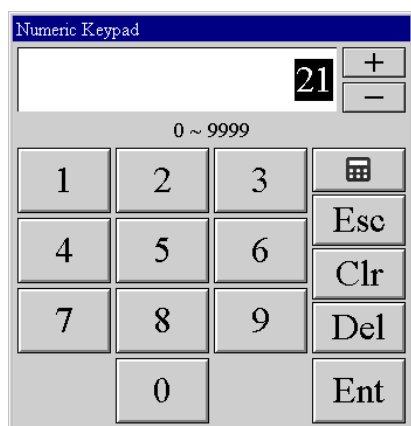 Numeric Keypad
21 +
−
0 ~ 9999
1 2 3
Esc
4 5 6
Clr
7 8 9 Del
0 Ent